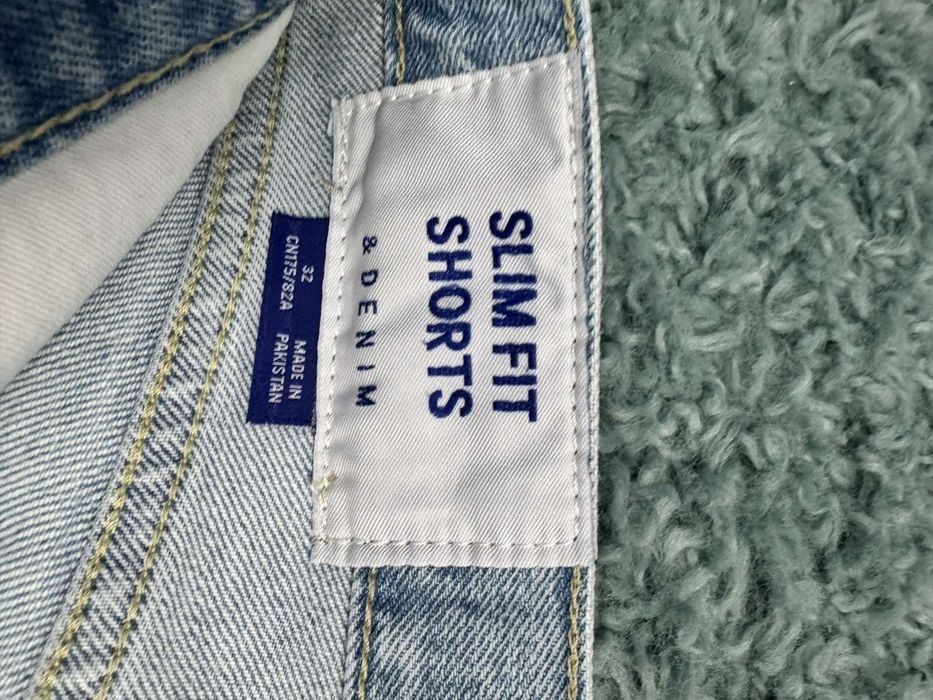 SLIM FIT
SHORTS
& DENIM
32
CN175/82A
MADE IN
PAKISTAN